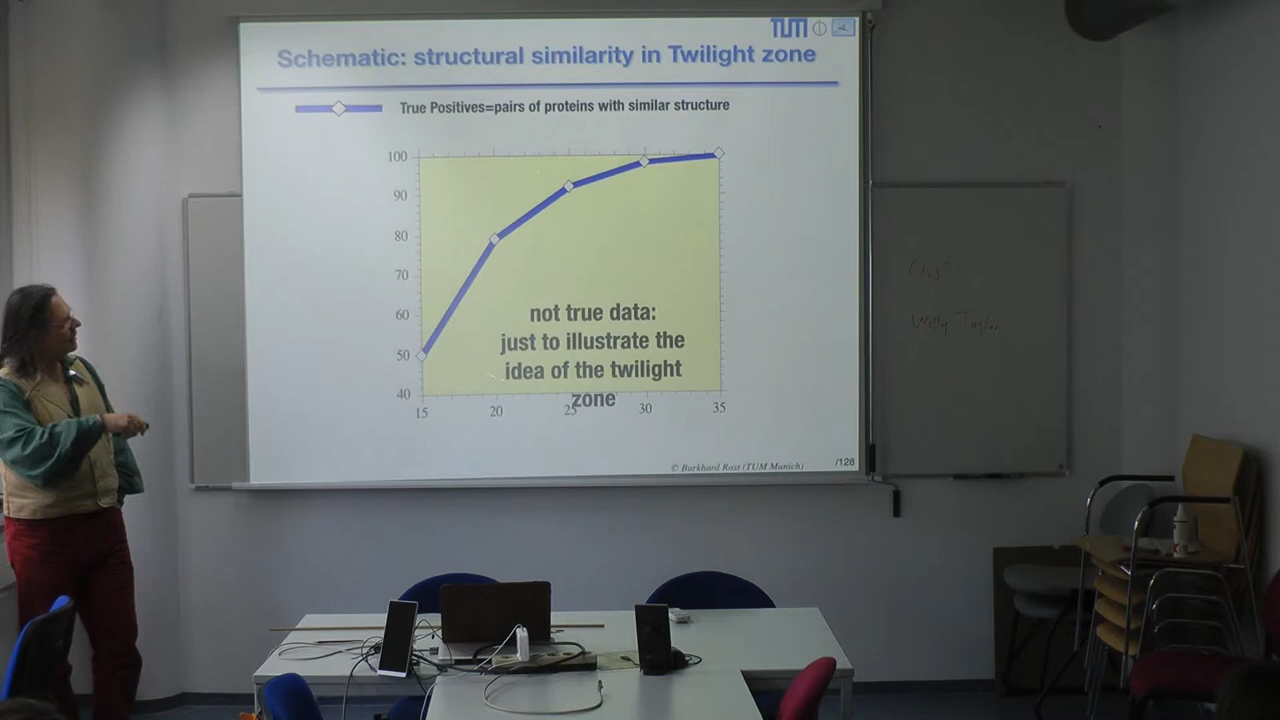 TUM
Schematic: structural similarity in Twilight zone
True Positives=pairs of proteins with similar structure
100
90
80
70
60
50
40
15
20
25
30
35
not true data:
just to illustrate the
idea of the twilight
zone
© Burkhard Rost (TUM Munich)
/128
Willy Taylor